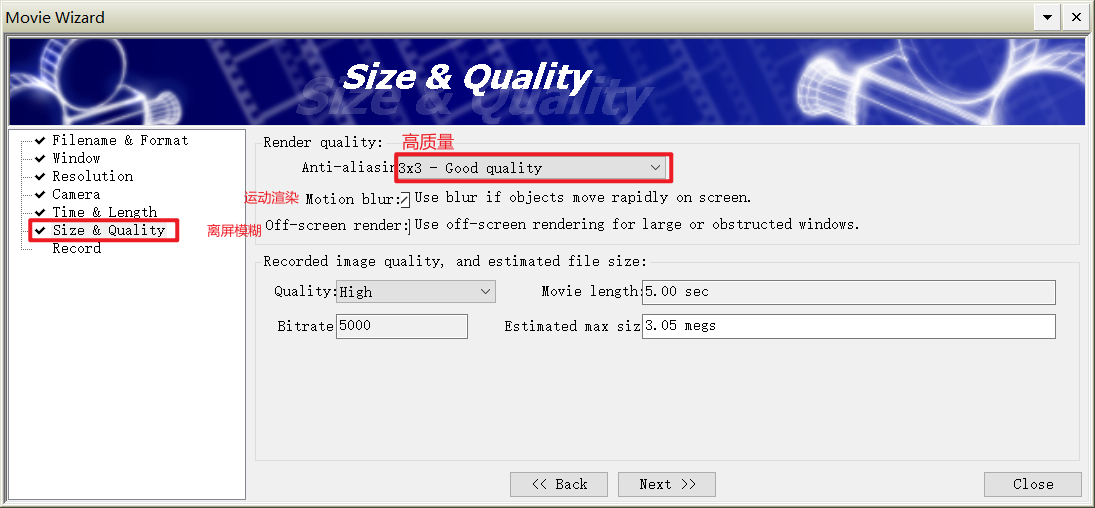 Movie Wizard
Size & Quality
Filename & Format
Window
Resolution
Camera
Time & Length
Size & Quality
Record
Render quality: 高质量
Anti-aliasin 3x3 - Good quality
运动渲染 Motion blur: Use blur if objects move rapidly on screen.
离屏模糊 Off-screen render: Use off-screen rendering for large or obstructed windows.
Recorded image quality, and estimated file size:
Quality: High Movie length: 5.00 sec
Bitrate 5000 Estimated max siz 3.05 megs
<< Back Next >> Close